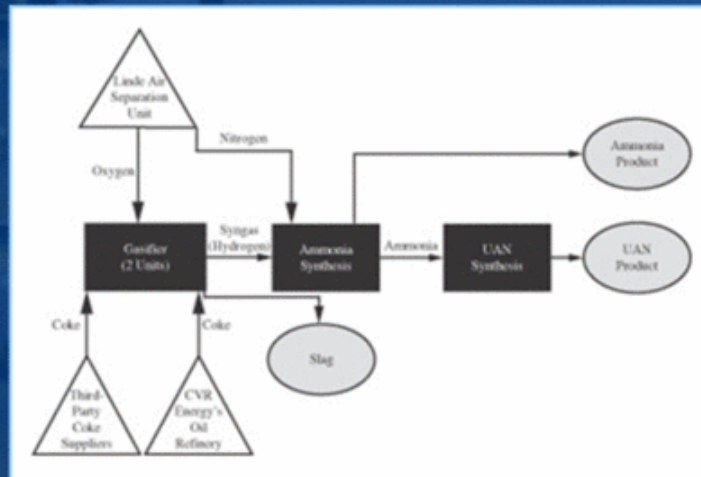 Linde Air
Separation
Unit
Nitrogen
Oxygen
Ammonia
Product
Gasifier
(2 Units)
Syngas
(Hydrogen)
Ammonia
Synthesis
Ammonia
UAN
Synthesis
UAN
Product
Coke
Coke
Slag
Third-
Party
Coke
Suppliers
CVR
Energy's
Oil
Refinery